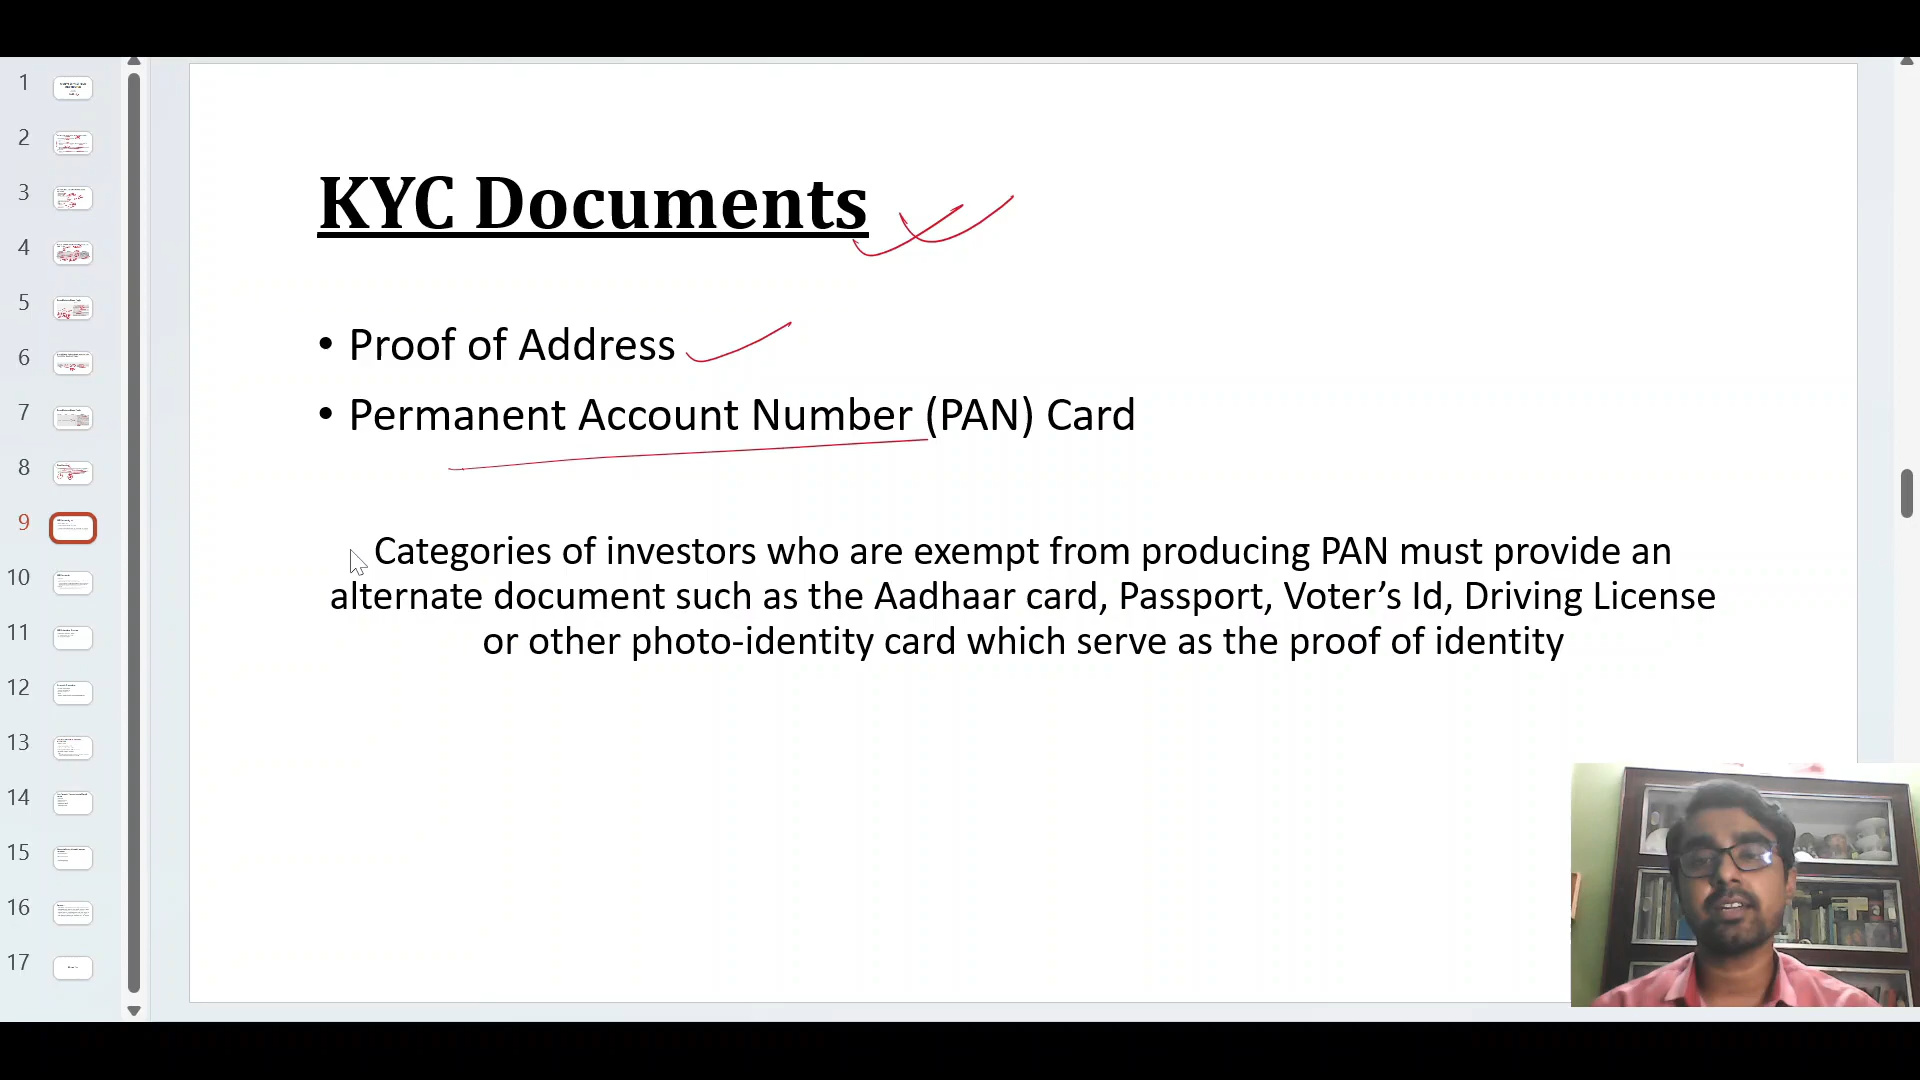 KYC Documents
• Proof of Address
• Permanent Account Number (PAN) Card
Categories of investors who are exempt from producing PAN must provide an
alternate document such as the Aadhaar card, Passport, Voter’s Id, Driving License
or other photo-identity card which serve as the proof of identity
1
2
3
4
5
6
7
8
9
10
11
12
13
14
15
16
17